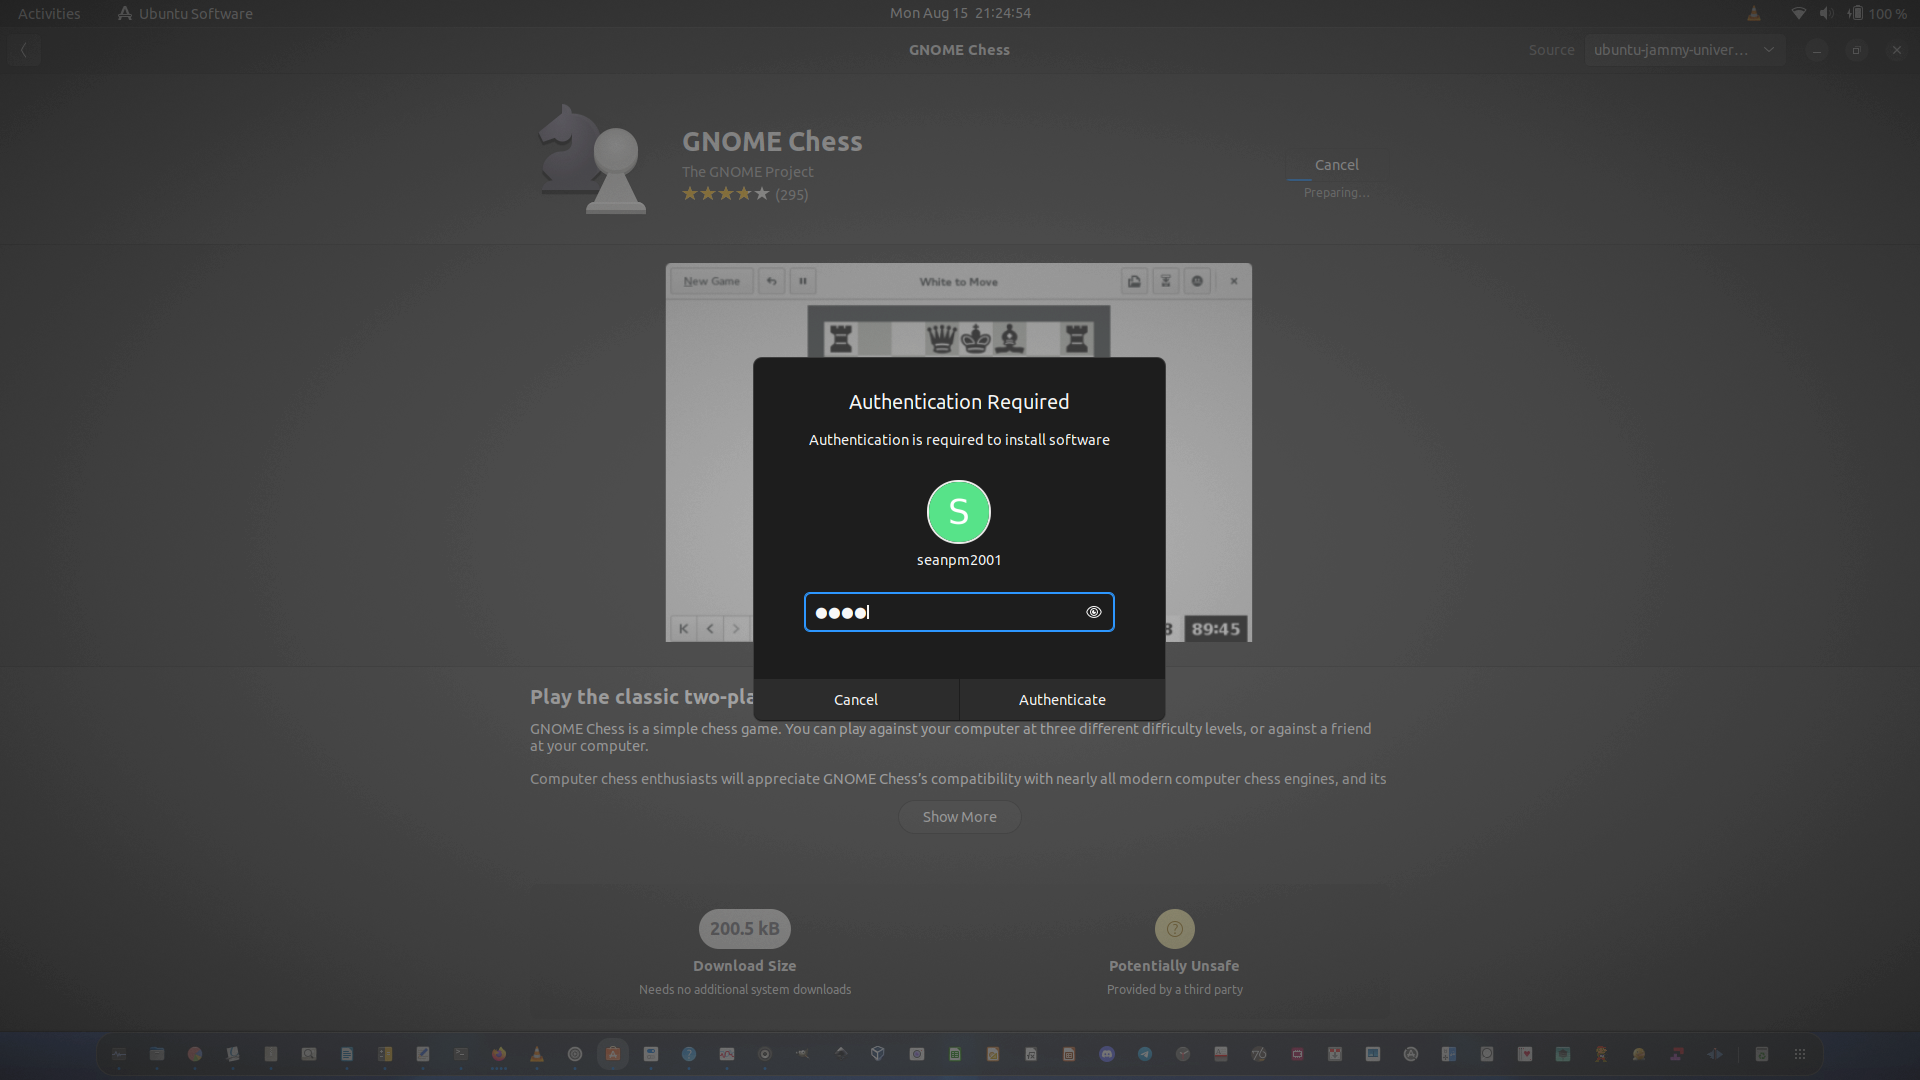 Activities
Ubuntu Software
Mon Aug 15 21:24:54
100 %
GNOME Chess
Source
ubuntu-jammy-univer…
GNOME Chess
The GNOME Project
(295)
Cancel
Preparing…
New Game
White to Move
Authentication Required
Authentication is required to install software
S
seanpm2001
89:45
Cancel
Authenticate
Play the classic two-pla
GNOME Chess is a simple chess game. You can play against your computer at three different difficulty levels, or against a friend
at your computer.
Computer chess enthusiasts will appreciate GNOME Chess’s compatibility with nearly all modern computer chess engines, and its
Show More
200.5 kB
Download Size
Needs no additional system downloads
?
Potentially Unsafe
Provided by a third party